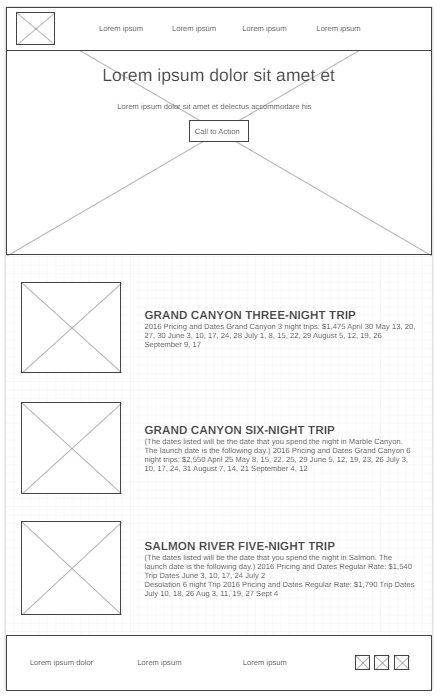 Lorem ipsum Lorem ipsum Lorem ipsum Lorem ipsum
Lorem ipsum dolor sit amet et
Lorem ipsum dolor sit amet et delectus accommodare his
Call to Action
GRAND CANYON THREE-NIGHT TRIP
2016 Pricing and Dates Grand Canyon 3 night trips: $1,475 April 30 May 13, 20,
27, 30 June 3, 10, 17, 24, 28 July 1, 8, 15, 22, 29 August 5, 12, 19, 26
September 9, 17
GRAND CANYON SIX-NIGHT TRIP
(The dates listed will be the date that you spend the night in Marble Canyon.
The launch date is the following day.) 2016 Pricing and Dates Grand Canyon 6
night trips: $2,550 April 25 May 8, 15, 22, 25, 29 June 5, 12, 19, 23, 26 July 3,
10, 17, 24, 31 August 7, 14, 21 September 4, 12
SALMON RIVER FIVE-NIGHT TRIP
(The dates listed will be the date that you spend the night in Salmon. The
launch date is the following day.) 2016 Pricing and Dates Regular Rate: $1,540
Trip Dates June 3, 10, 17, 24 July 2
Desolation 6 night Trip 2016 Pricing and Dates Regular Rate: $1,790 Trip Dates
July 10, 18, 26 Aug 3, 11, 19, 27 Sept 4
Lorem ipsum dolor Lorem ipsum Lorem ipsum